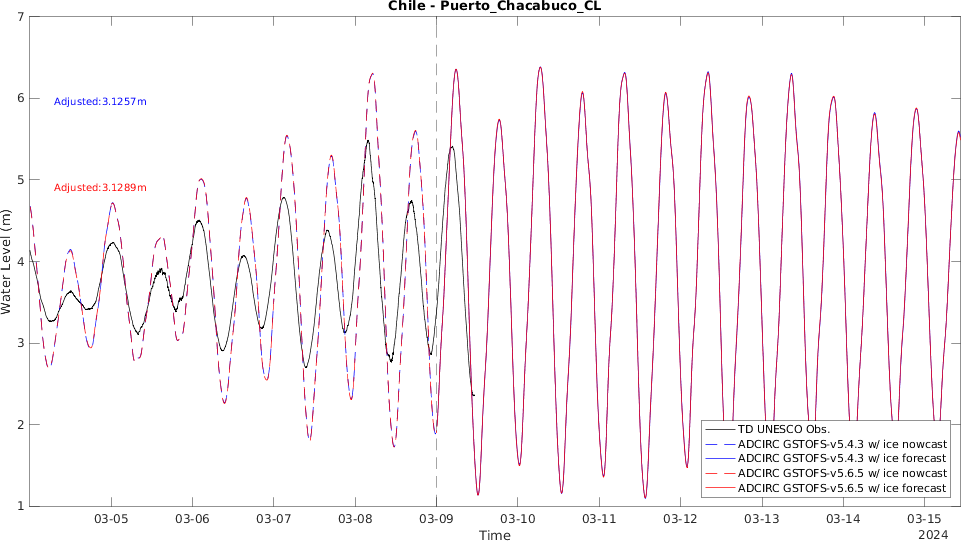 Chile - Puerto_Chacabuco_CL
7
6
5
4
3
2
1
Water Level (m)
Adjusted:3.1257m
Adjusted:3.1289m
TD UNESCO Obs.
ADCIRC GSTOFS-v5.4.3 w/ ice nowcast
ADCIRC GSTOFS-v5.4.3 w/ ice forecast
ADCIRC GSTOFS-v5.6.5 w/ ice nowcast
ADCIRC GSTOFS-v5.6.5 w/ ice forecast
03-05 03-06 03-07 03-08 03-09 03-10 03-11 03-12 03-13 03-14 03-15
Time
2024